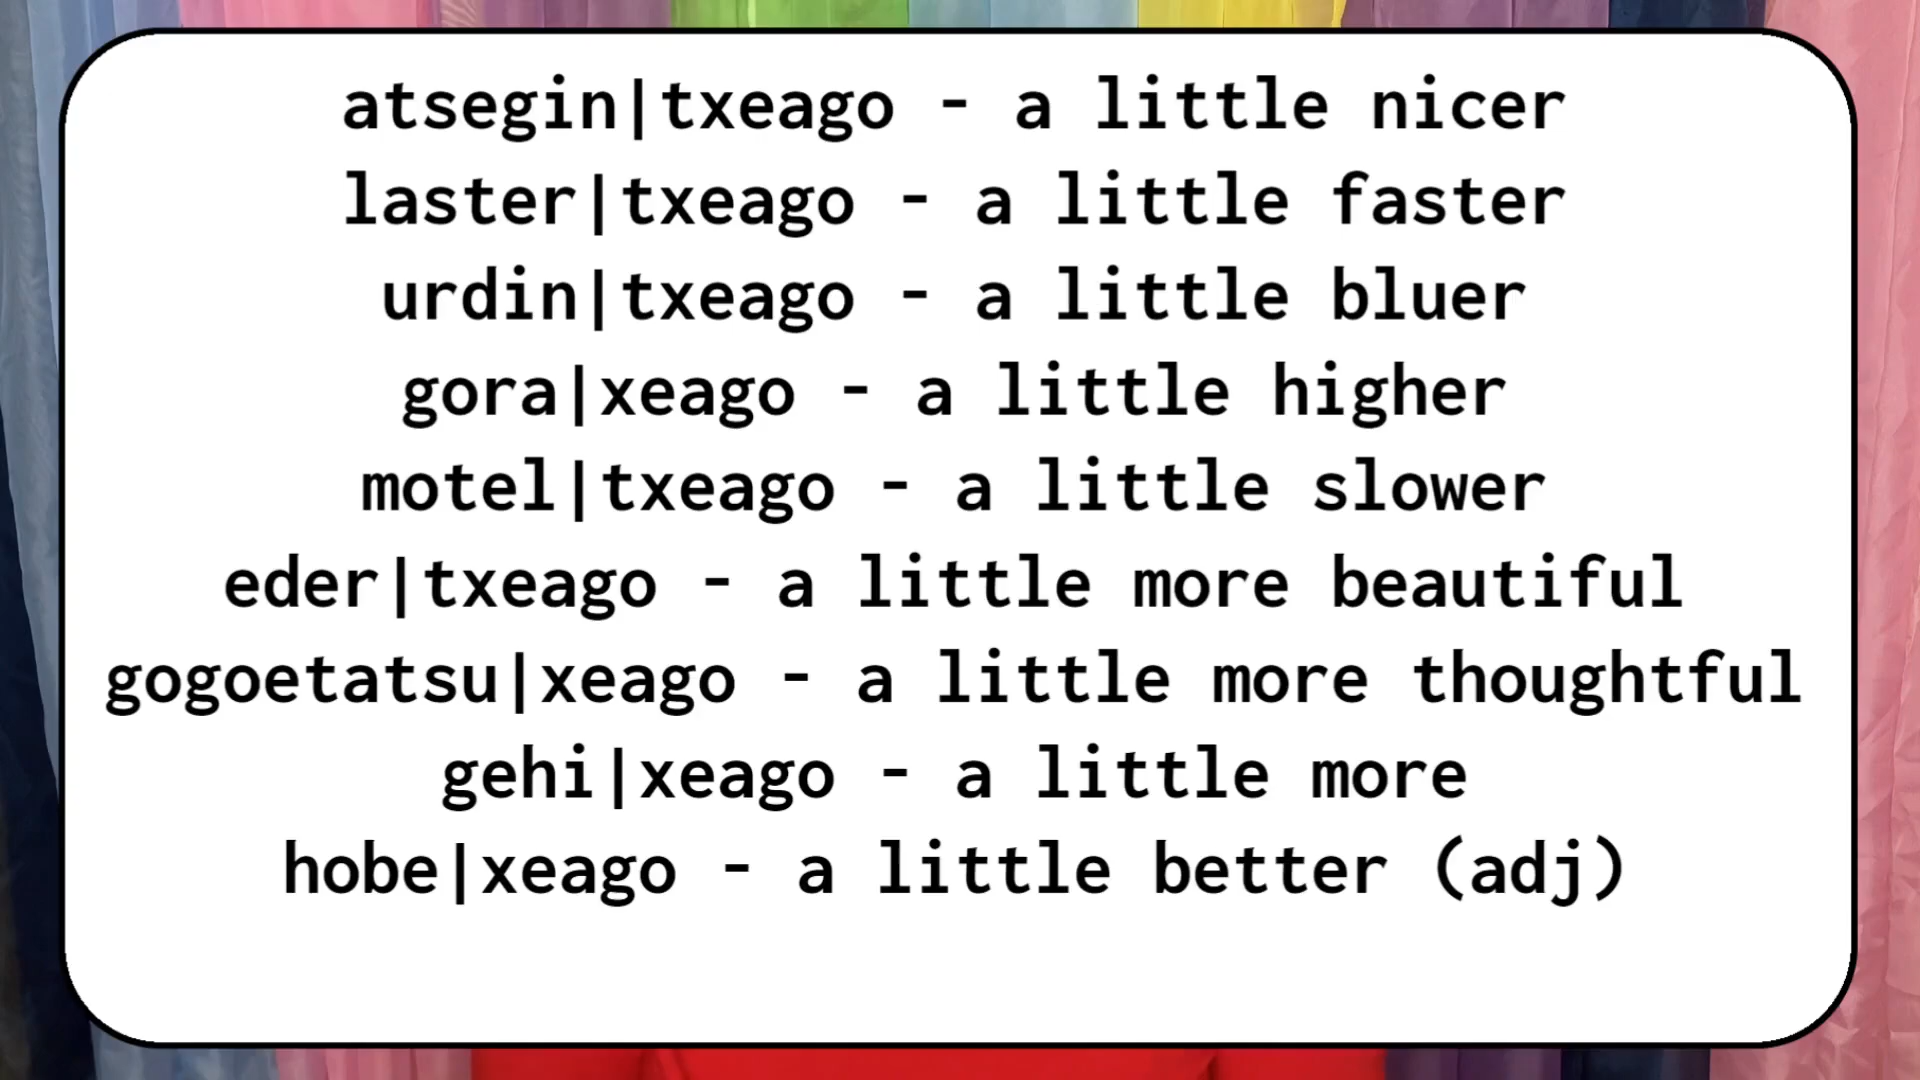 atsegin|txeago - a little nicer
laster|txeago - a little faster
urdin|txeago - a little bluer
gora|xeago - a little higher
motel|txeago - a little slower
eder|txeago - a little more beautiful
gogoetatsu|xeago - a little more thoughtful
gehi|xeago - a little more
hobe|xeago - a little better (adj)